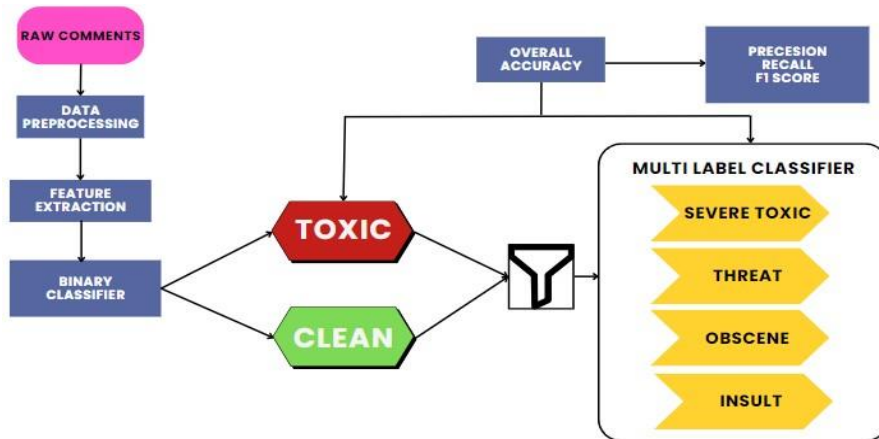 RAW COMMENTS
DATA
PREPROCESSING
FEATURE
EXTRACTION
BINARY
CLASSIFIER
TOXIC
CLEAN
OVERALL
ACCURACY
PRECESION
RECALL
F1 SCORE
MULTI LABEL CLASSIFIER
SEVERE TOXIC
THREAT
OBSCENE
INSULT